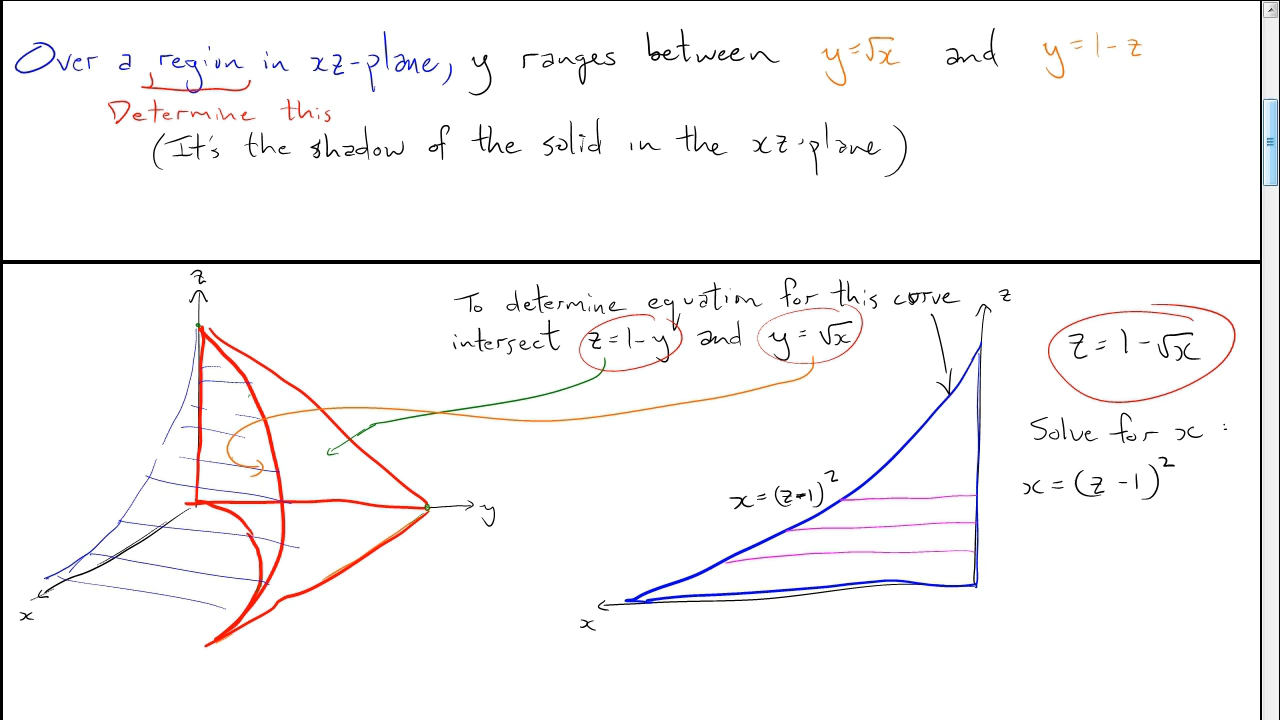 Over a region in xz-plane, y ranges between y=√x and y=1-z
Determine this
(It's the shadow of the solid in the xz-plane)
To determine equation for this curve
intersect z=1-y and y=√x
z
y
x
z
x
x=(z-1)²
z=1-√x
Solve for x:
x=(z-1)²